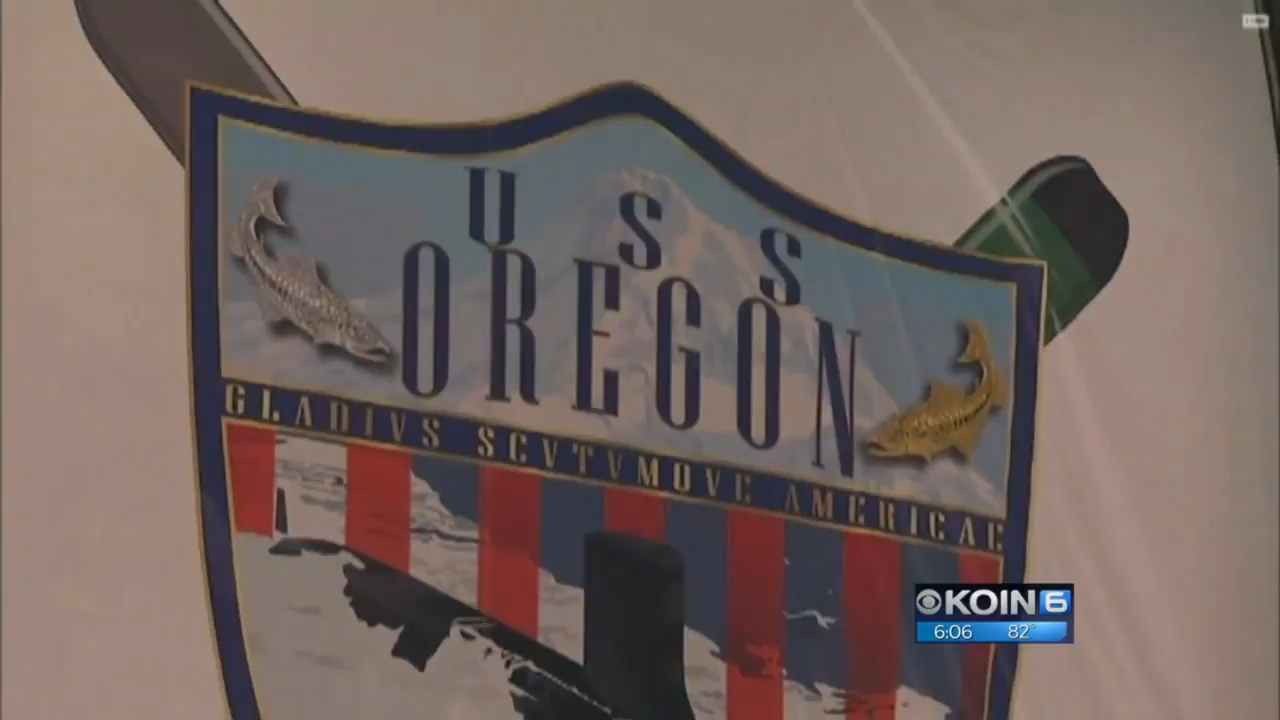 USS
OREGON
GLADIVS SCVTVMQVE AMERICAE
KOIN 6
6:06 82°